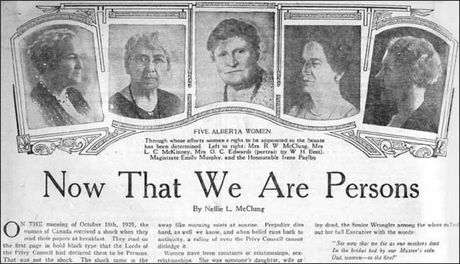 FIVE ALBERTA WOMEN
Through whose efforts women's right to be appointed to the Senate
has been determined. Left to right: Mrs. R. W. McClung, Mrs.
L. C. McKinney, Mrs. O. C. Edwards (portrait by W. H. Best),
Magistrate Emily Murphy, and the Honourable Irene Parlby
Now That We Are Persons
By Nellie L. McClung
ON THE morning of October 18th, 1929, the
women of Canada received a shock when they
read their papers at breakfast. They read on
the first page in bold black type that the Lords of
the Privy Council had declared them to be Persons.
That was not the shock. The shock came in the
away like morning mists at sunrise. Prejudice dies
hard, as well we know, and when belief runs back to
antiquity, a ruling of even the Privy Council cannot
dislodge it.
Women have been creatures of relationships, sex-
relationships. She was someone's daughter, wife or
lay dead, the Senior Wrangler among the women called
out her full Executive with the words:
"See now that we die as our mothers died
In the bridal bed by our Master's side.
Out, women—to the fire!"